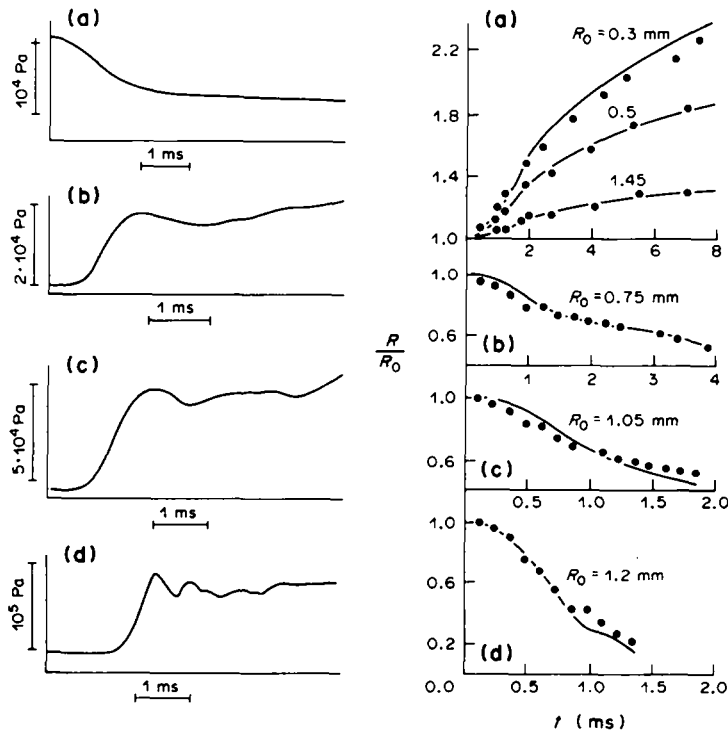 (a)
10⁴ Pa
1 ms
(b)
2·10⁴ Pa
1 ms
(c)
5·10⁴ Pa
1 ms
(d)
10⁵ Pa
1 ms
(a)
R₀ = 0.3 mm
0.5
1.45
2.2
1.8
1.4
1.0
2 4 6 8
R₀ = 0.75 mm
1.0
0.6
(b)
1 2 3 4
R/R₀
R₀ = 1.05 mm
1.0
0.6
(c)
0.5 1.0 1.5 2.0
R₀ = 1.2 mm
1.0
0.6
0.2
(d)
0.0 0.5 1.0 1.5 2.0
t (ms)